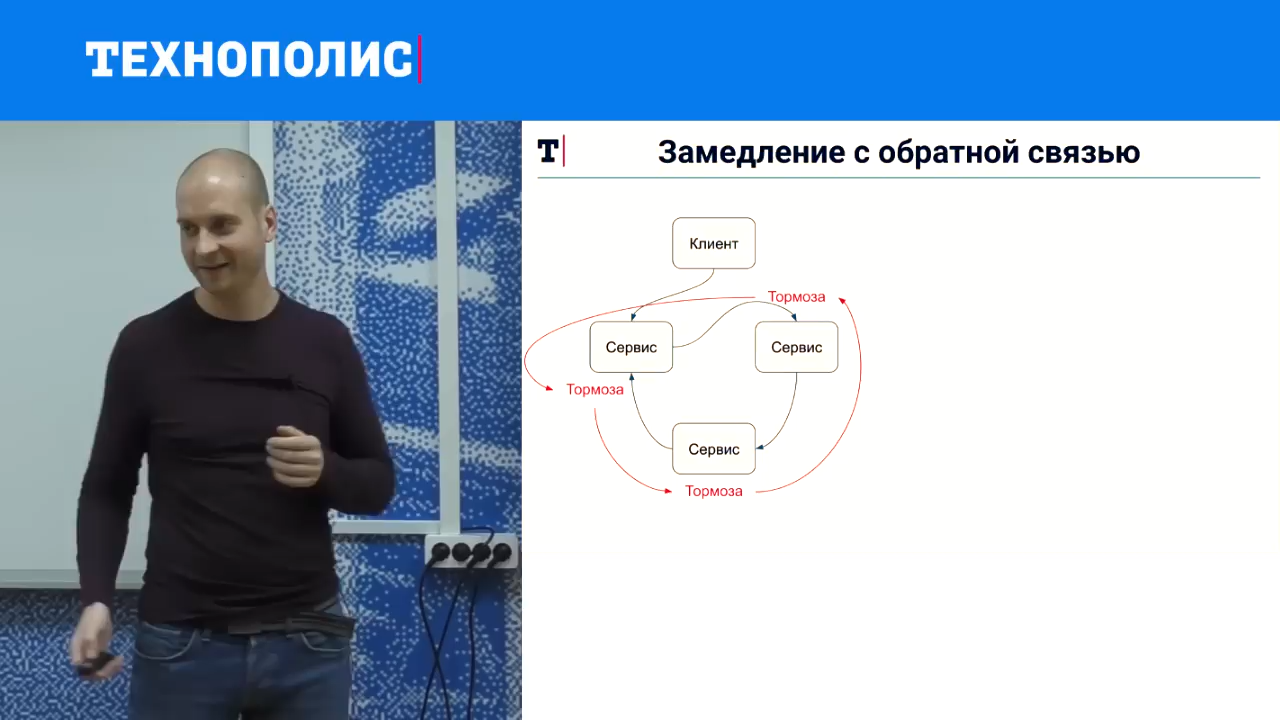 ТЕХНОПОЛИС
Т
Замедление с обратной связью
Клиент
Тормоза
Сервис
Сервис
Тормоза
Сервис
Тормоза